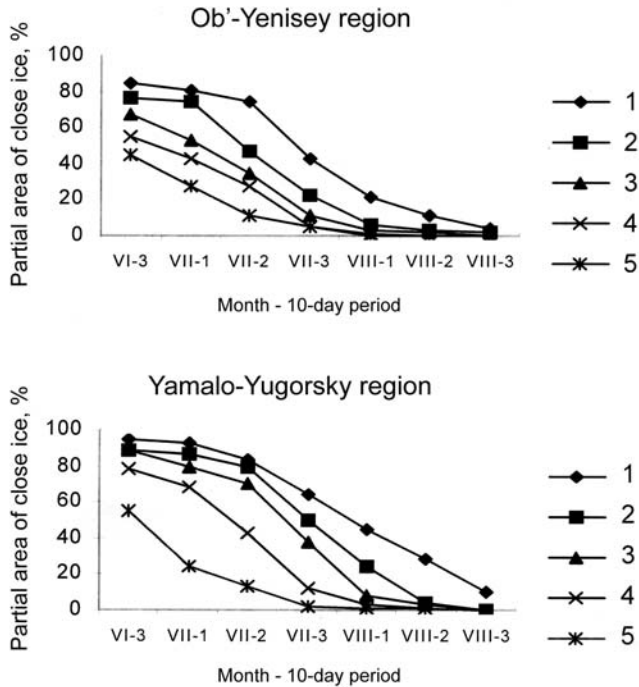 Ob'-Yenisey region
Partial area of close ice, %
100
80
60
40
20
0
VI-3 VII-1 VII-2 VII-3 VIII-1 VIII-2 VIII-3
Month - 10-day period
1
2
3
4
5
Yamalo-Yugorsky region
Partial area of close ice, %
100
80
60
40
20
0
VI-3 VII-1 VII-2 VII-3 VIII-1 VIII-2 VIII-3
Month - 10-day period
1
2
3
4
5